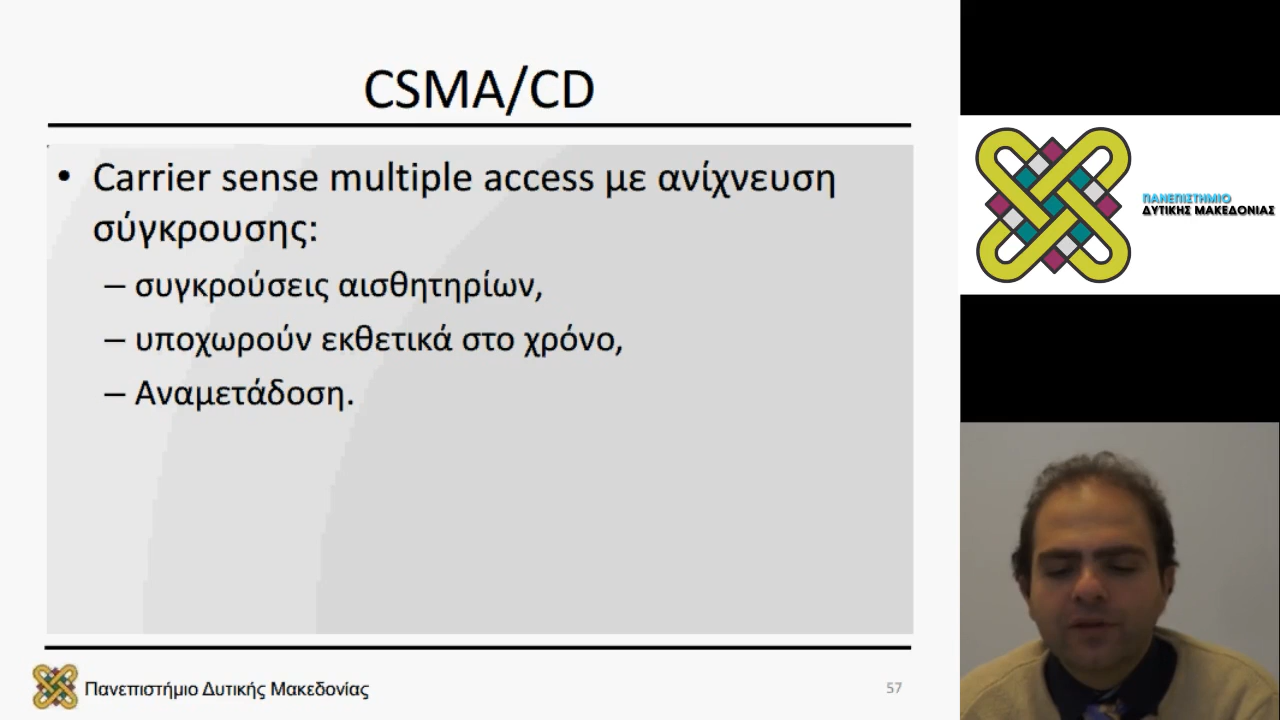 CSMA/CD
• Carrier sense multiple access με ανίχνευση
σύγκρουσης:
– συγκρούσεις αισθητηρίων,
– υποχωρούν εκθετικά στο χρόνο,
– Αναμετάδοση.
Πανεπιστήμιο Δυτικής Μακεδονίας
57
ΠΑΝΕΠΙΣΤΗΜΙΟ
ΔΥΤΙΚΗΣ ΜΑΚΕΔΟΝΙΑΣ